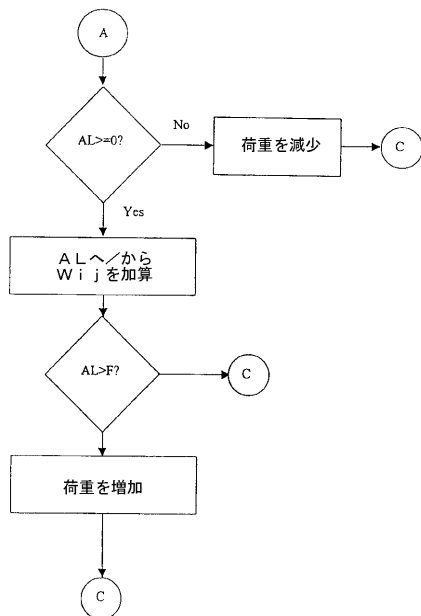 A
AL>=0?
No
荷重を減少
C
Yes
ＡＬへ／から
Ｗｉｊを加算
AL>F?
C
荷重を増加
C